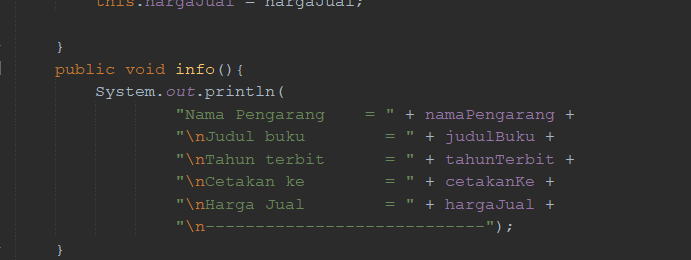 this.hargaJual = hargaJual;
}
public void info(){
System.out.println(
"Nama Pengarang    = " + namaPengarang +
"\nJudul buku        = " + judulBuku +
"\nTahun terbit      = " + tahunTerbit +
"\nCetakan ke        = " + cetakanKe +
"\nHarga Jual        = " + hargaJual +
"\n----------------------------");
}